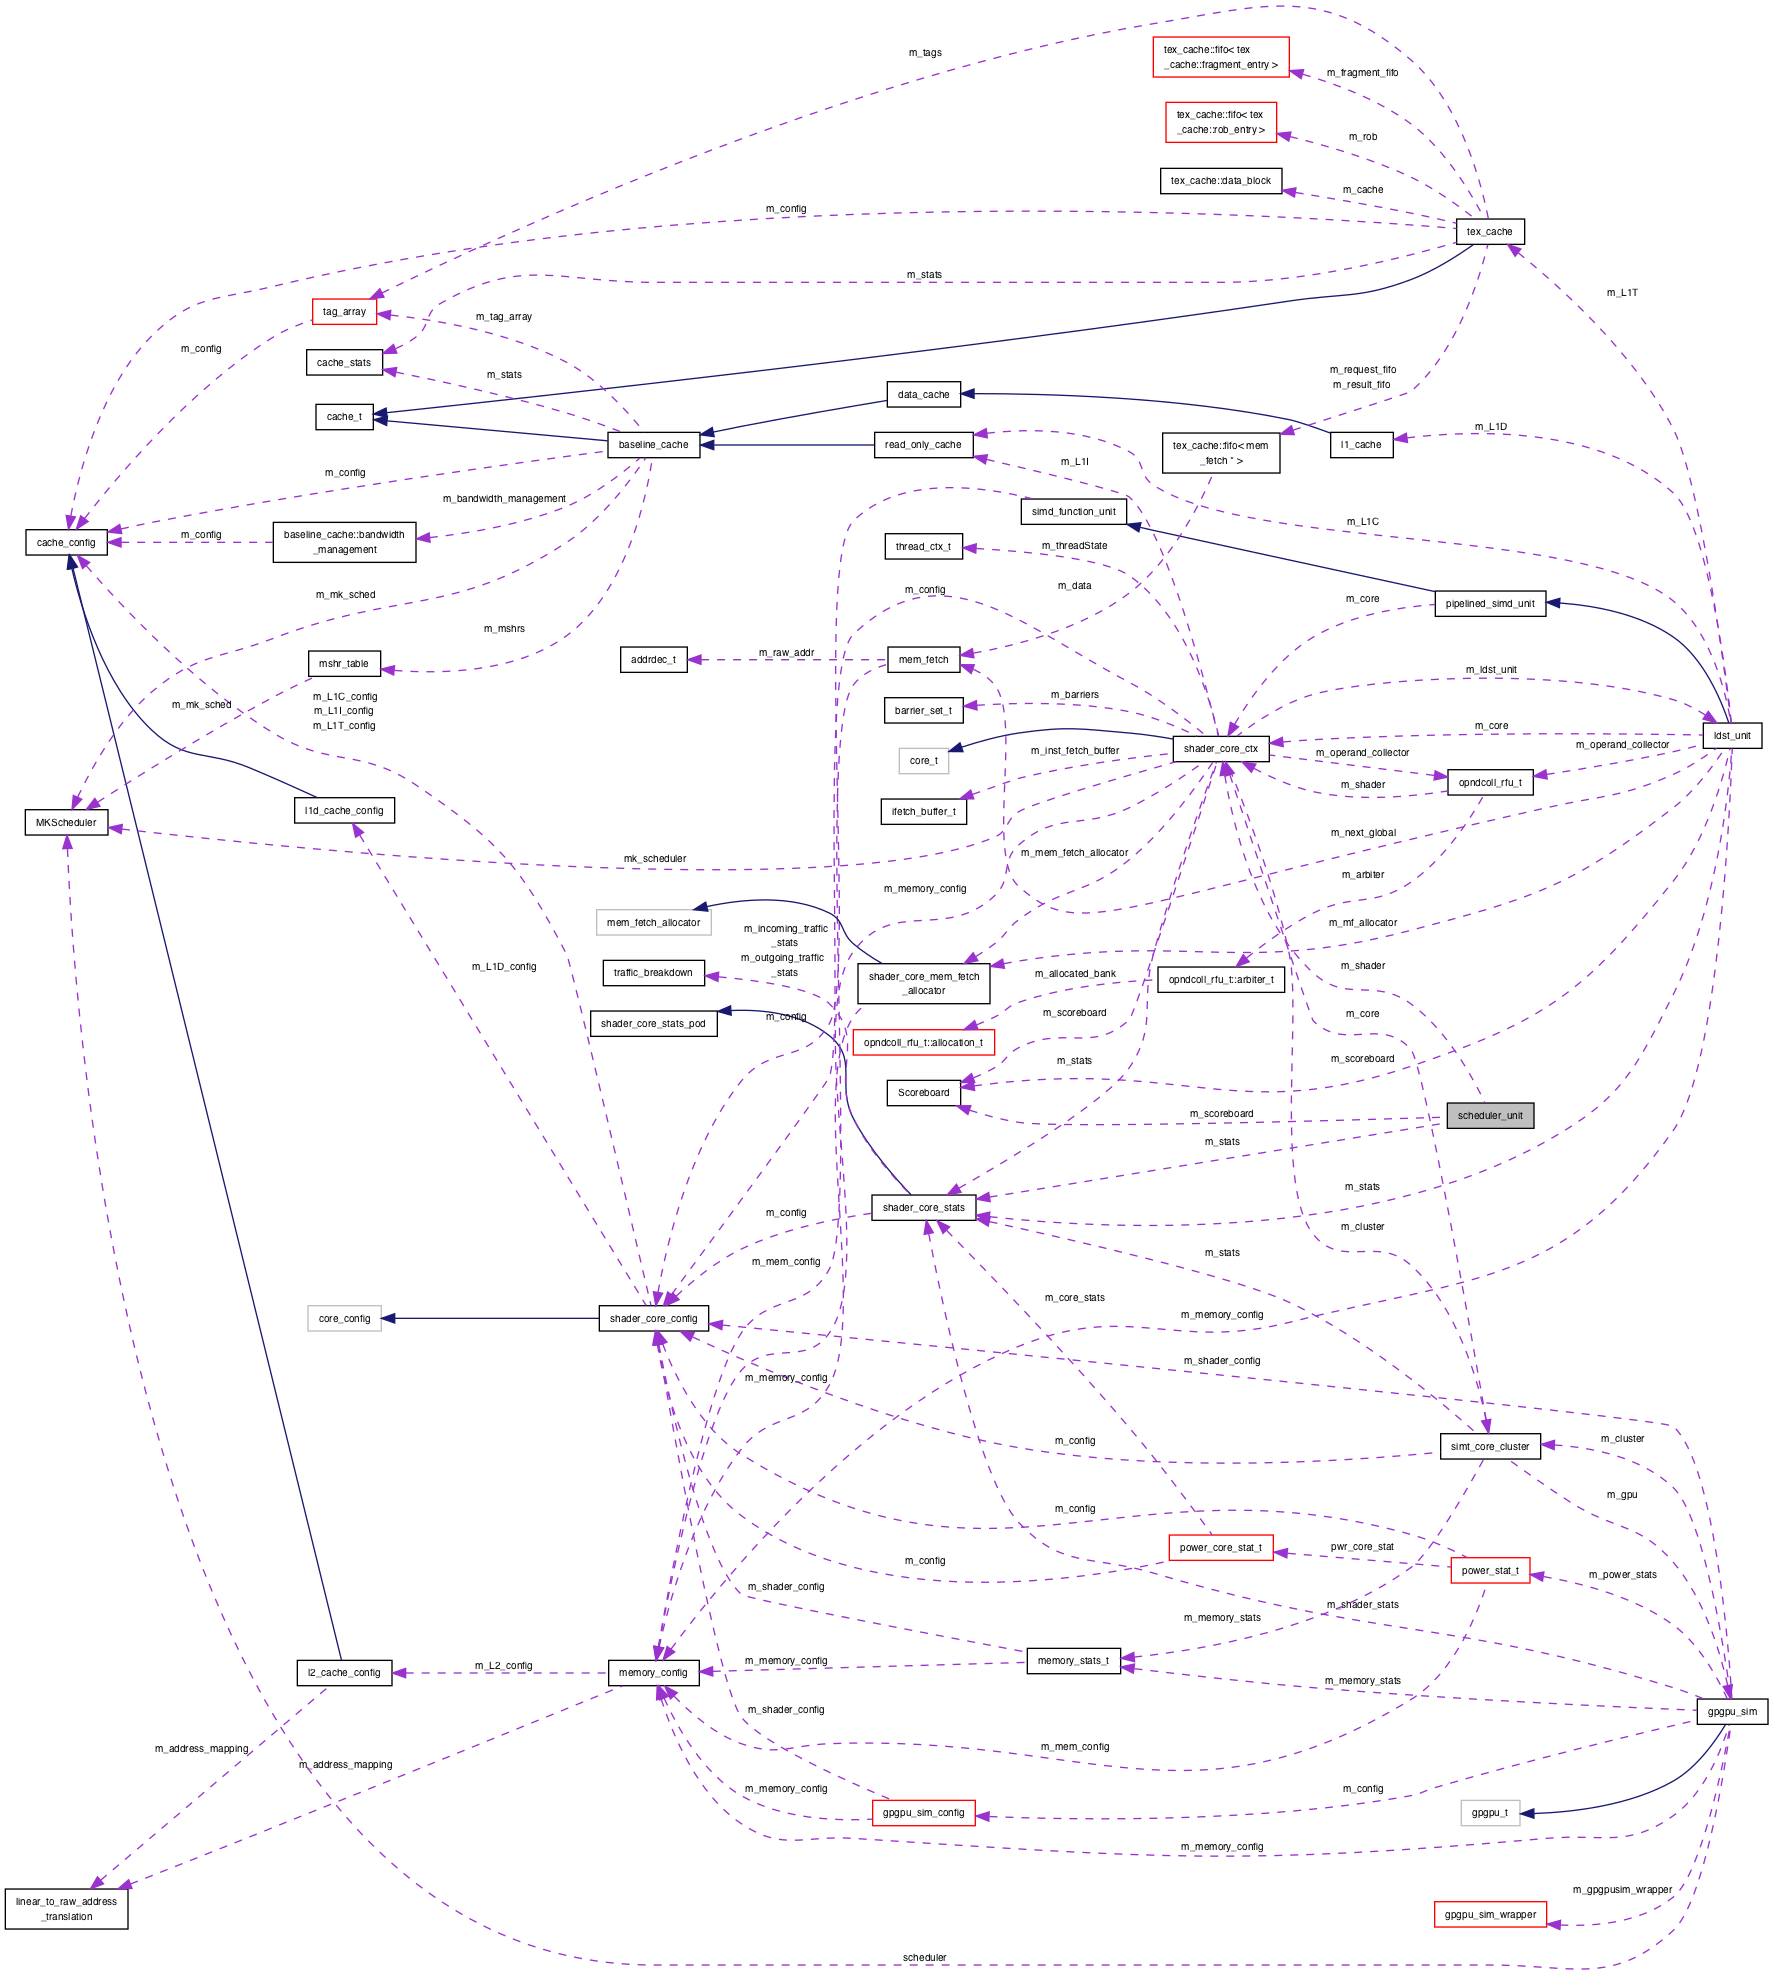 m_tags
tex_cache::fifo< tex
_cache::fragment_entry >
m_fragment_fifo
tex_cache::fifo< tex
_cache::rob_entry >
m_rob
tex_cache::data_block
m_cache
m_config
tex_cache
m_stats
m_L1T
tag_array
m_tag_array
m_config
cache_stats
m_stats
m_request_fifo
m_result_fifo
data_cache
cache_t
m_L1D
baseline_cache
read_only_cache
tex_cache::fifo< mem
_fetch * >
l1_cache
m_L1I
m_config
m_bandwidth_management
simd_function_unit
m_L1C
cache_config
m_config
baseline_cache::bandwidth
_management
thread_ctx_t
m_threadState
m_mk_sched
m_config
m_data
m_core
pipelined_simd_unit
m_mshrs
mshr_table
addrdec_t
m_raw_addr
mem_fetch
m_ldst_unit
m_mk_sched
m_L1C_config
m_L1I_config
m_L1T_config
barrier_set_t
m_barriers
m_core
ldst_unit
core_t
m_inst_fetch_buffer
shader_core_ctx
m_operand_collector
m_operand_collector
m_shader
opndcoll_rfu_t
l1d_cache_config
ifetch_buffer_t
MKScheduler
m_next_global
mk_scheduler
m_mem_fetch_allocator
m_arbiter
m_memory_config
mem_fetch_allocator
m_incoming_traffic
_stats
m_outgoing_traffic
_stats
m_mf_allocator
m_L1D_config
traffic_breakdown
shader_core_mem_fetch
_allocator
m_allocated_bank
opndcoll_rfu_t::arbiter_t
m_shader
shader_core_stats_pod
m_config
m_scoreboard
m_core
opndcoll_rfu_t::allocation_t
m_stats
m_scoreboard
Scoreboard
m_scoreboard
scheduler_unit
m_stats
m_stats
shader_core_stats
m_config
m_cluster
m_stats
m_mem_config
m_core_stats
m_memory_config
core_config
shader_core_config
m_shader_config
m_memory_config
m_config
simt_core_cluster
m_cluster
m_gpu
m_config
power_core_stat_t
pwr_core_stat
m_config
power_stat_t
m_power_stats
m_shader_config
m_shader_stats
m_memory_stats
l2_cache_config
m_L2_config
memory_config
m_memory_config
memory_stats_t
m_memory_stats
m_shader_config
gpgpu_sim
m_address_mapping
m_address_mapping
m_mem_config
m_memory_config
m_config
gpgpu_sim_config
gpgpu_t
m_memory_config
m_gpgpusim_wrapper
linear_to_raw_address
_translation
gpgpu_sim_wrapper
scheduler